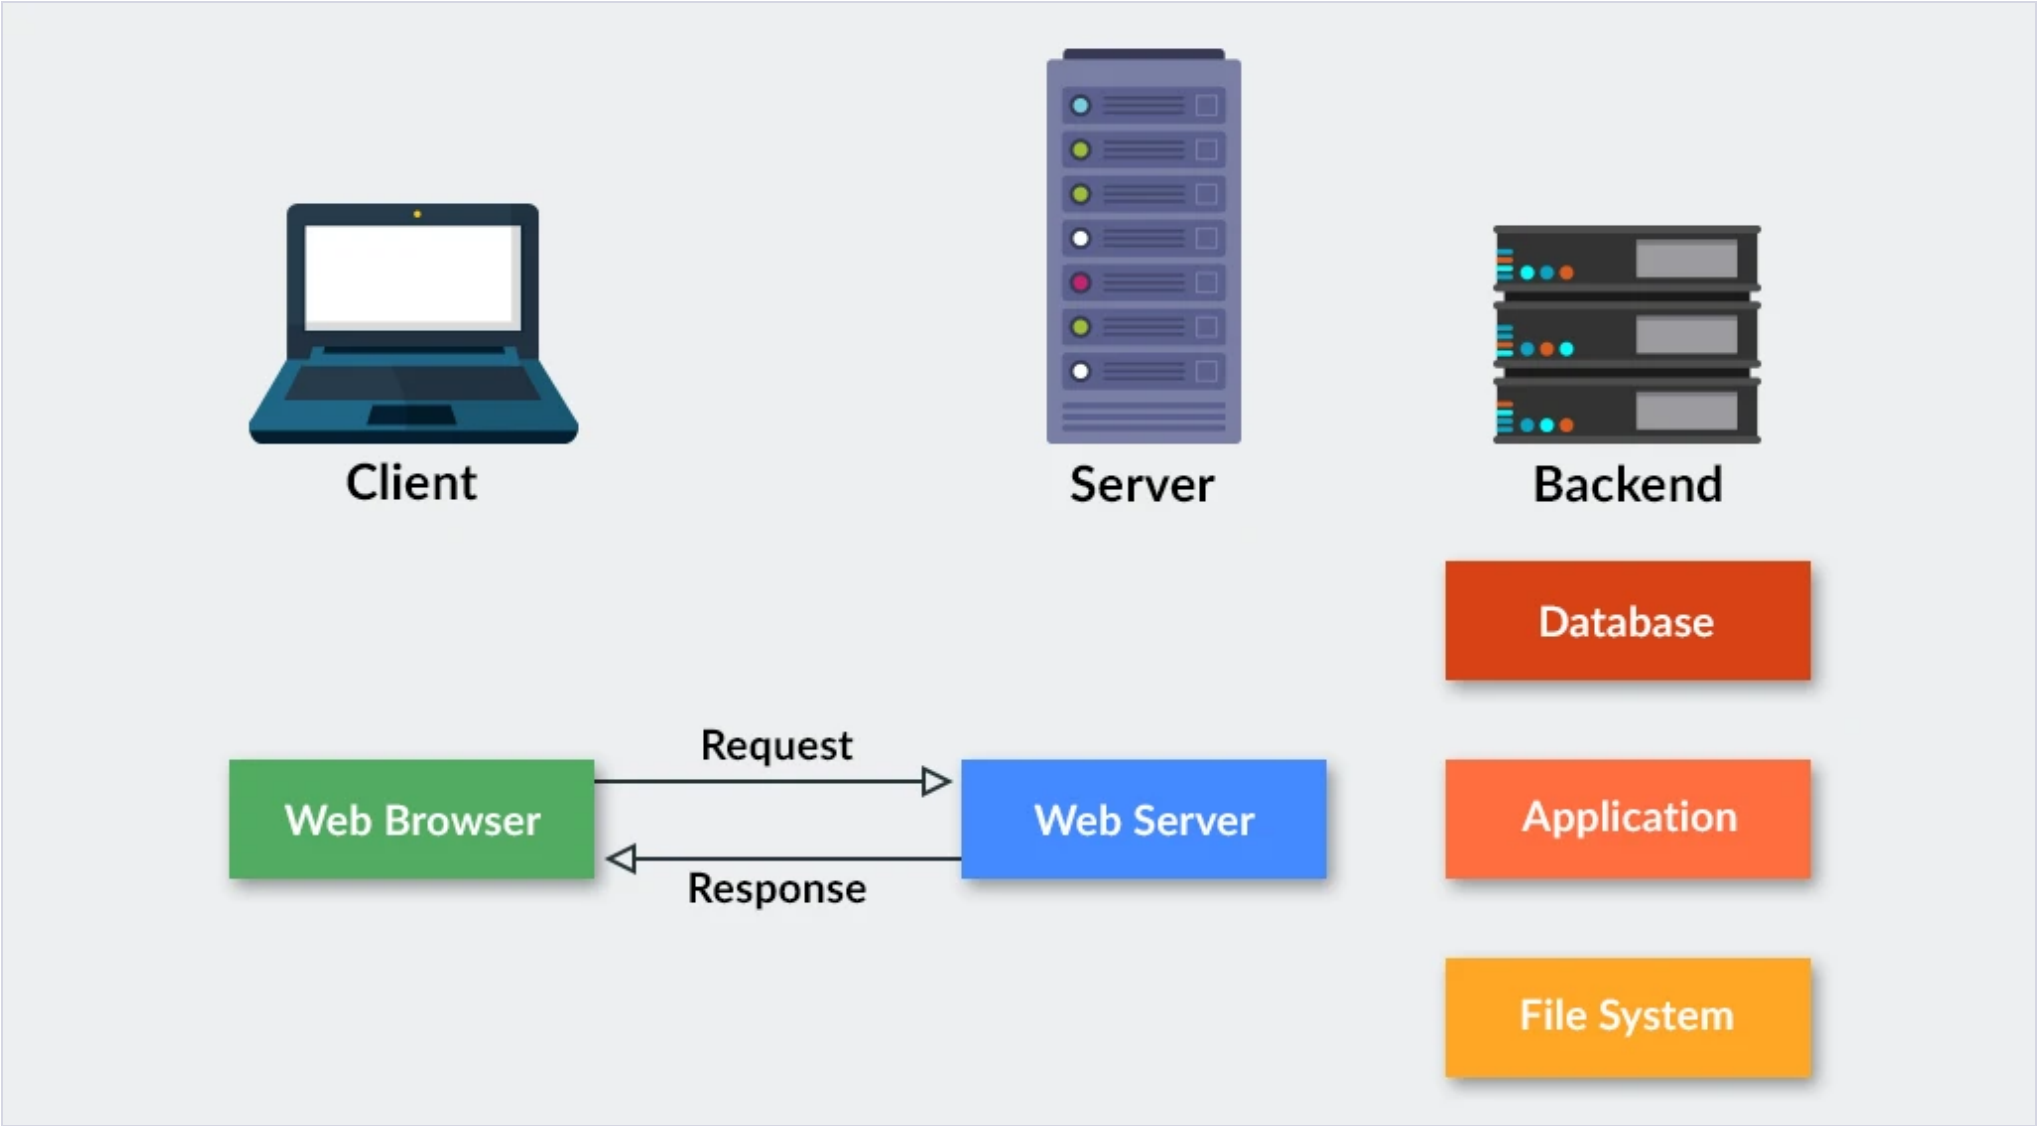 Client
Server
Backend
Database
Request
Web Browser
Web Server
Application
Response
File System